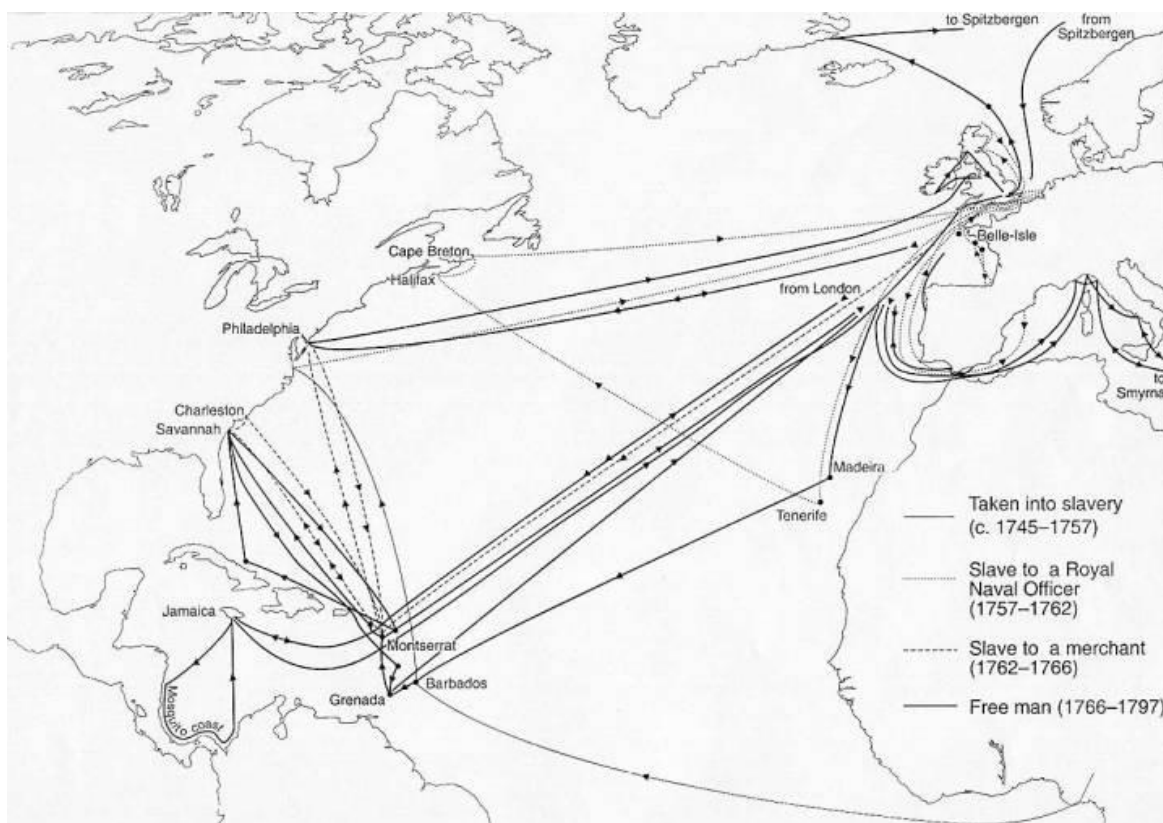 to Spitzbergen
from
Spitzbergen
Belle-Isle
Cape Breton
Halifax
from London
Philadelphia
to
Smyrna
Charleston
Savannah
Madeira
Tenerife
Jamaica
Montserrat
Barbados
Grenada
Mosquito coast
Taken into slavery
(c. 1745–1757)
Slave to a Royal
Naval Officer
(1757–1762)
Slave to a merchant
(1762–1766)
Free man (1766–1797)